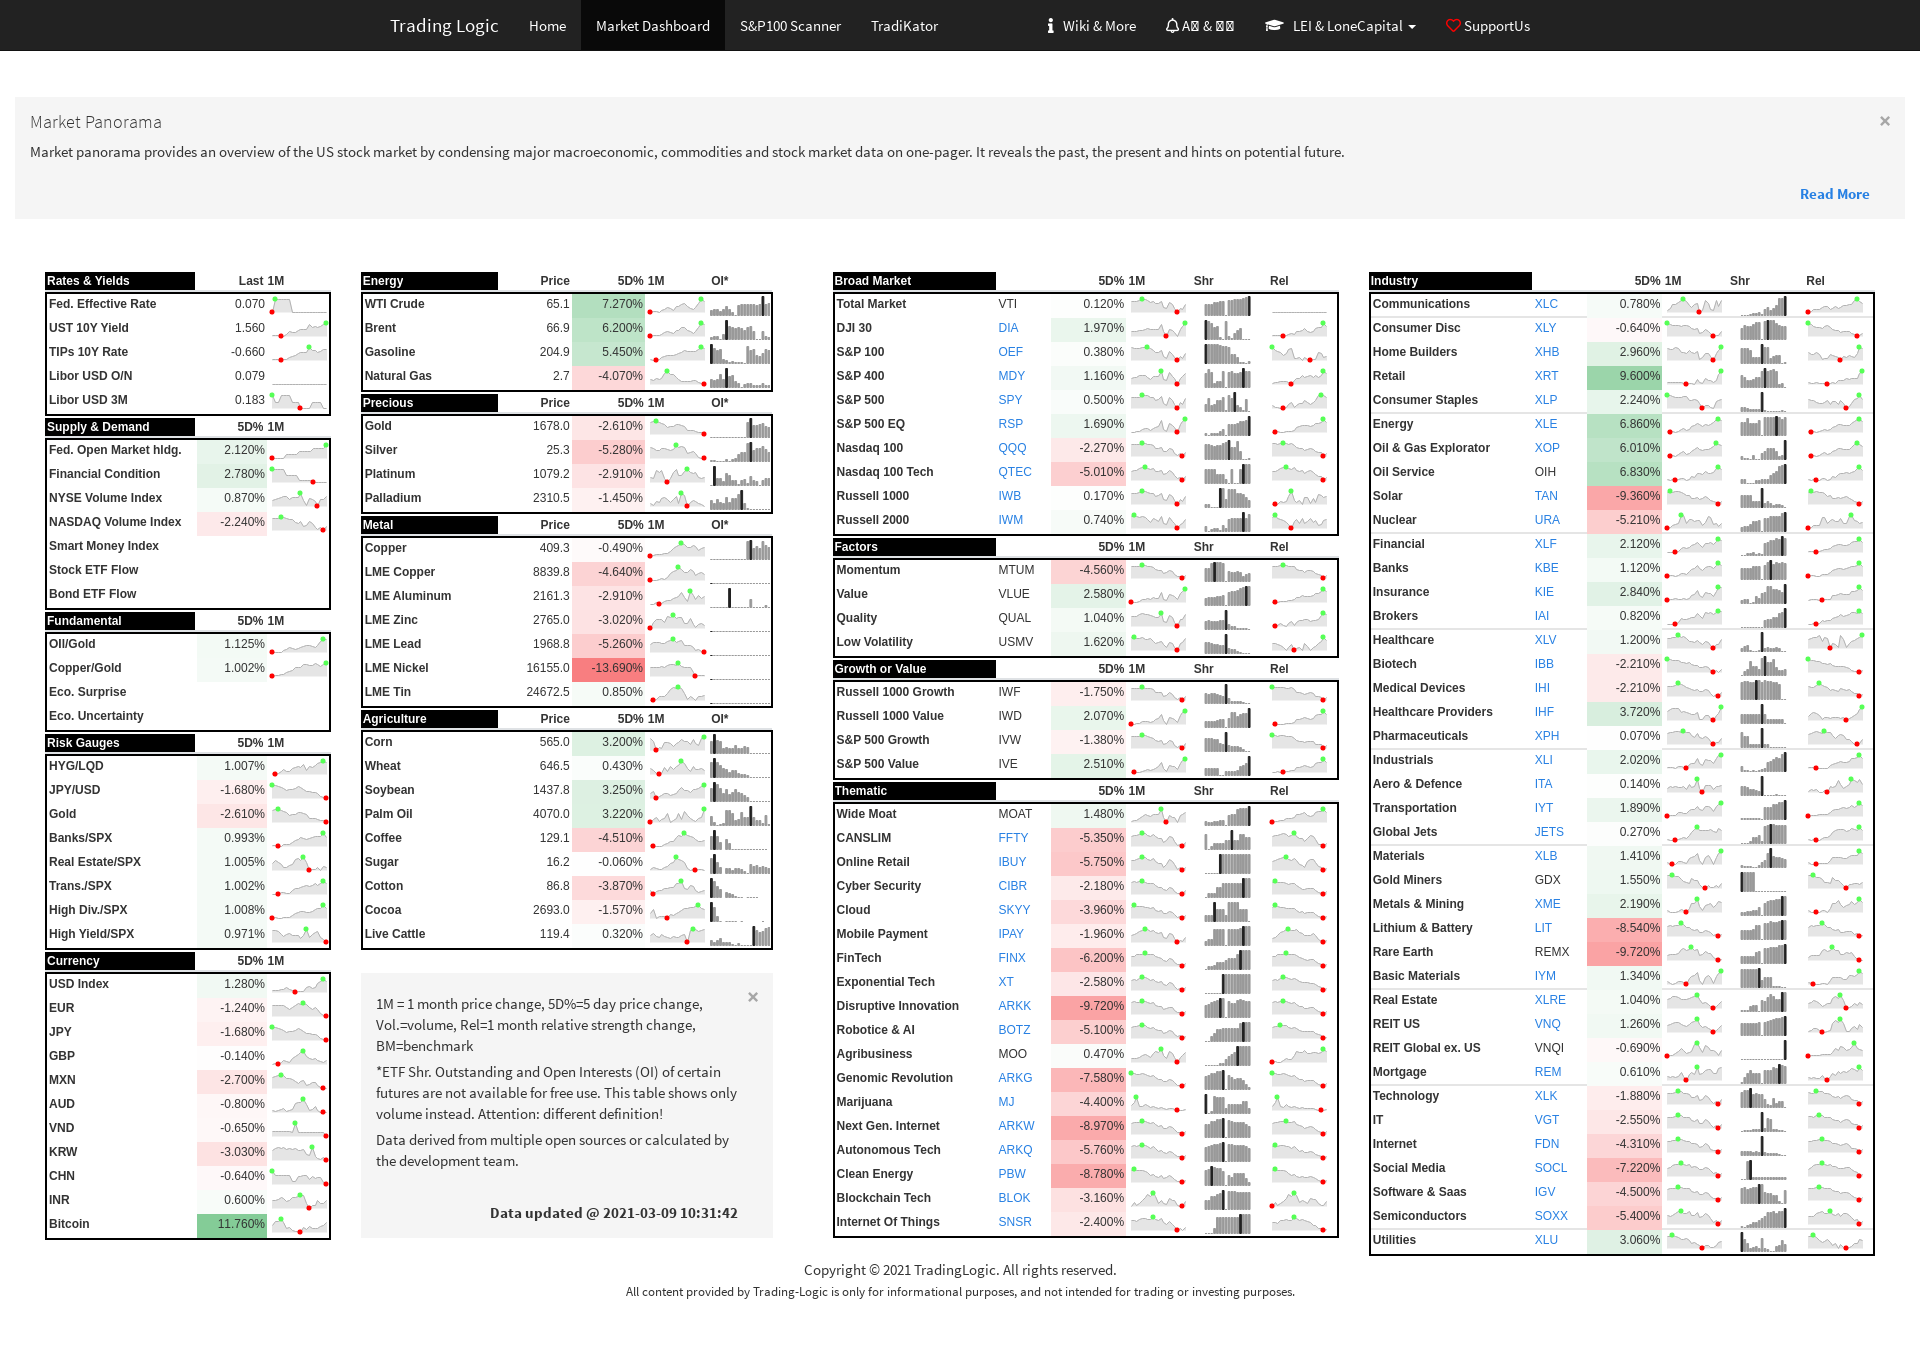 Trading Logic Home Market Dashboard S&P100 Scanner TradiKator Wiki & More LEI & LoneCapital SupportUs
Market Panorama ×
Market panorama provides an overview of the US stock market by condensing major macroeconomic, commodities and stock market data on one-pager. It reveals the past, the present and hints on potential future.
Read More
Rates & Yields Last 1M
Fed. Effective Rate 0.070
UST 10Y Yield 1.560
TIPs 10Y Rate -0.660
Libor USD O/N 0.079
Libor USD 3M 0.183
Supply & Demand 5D% 1M
Fed. Open Market hldg. 2.120%
Financial Condition 2.780%
NYSE Volume Index 0.870%
NASDAQ Volume Index -2.240%
Smart Money Index
Stock ETF Flow
Bond ETF Flow
Fundamental 5D% 1M
Oil/Gold 1.125%
Copper/Gold 1.002%
Eco. Surprise
Eco. Uncertainty
Risk Gauges 5D% 1M
HYG/LQD 1.007%
JPY/USD -1.680%
Gold -2.610%
Banks/SPX 0.993%
Real Estate/SPX 1.005%
Trans./SPX 1.002%
High Div./SPX 1.008%
High Yield/SPX 0.971%
Currency 5D% 1M
USD Index 1.280%
EUR -1.240%
JPY -1.680%
GBP -0.140%
MXN -2.700%
AUD -0.800%
VND -0.650%
KRW -3.030%
CHN -0.640%
INR 0.600%
Bitcoin 11.760%
Energy Price 5D% 1M OI*
WTI Crude 65.1 7.270%
Brent 66.9 6.200%
Gasoline 204.9 5.450%
Natural Gas 2.7 -4.070%
Precious Price 5D% 1M OI*
Gold 1678.0 -2.610%
Silver 25.3 -5.280%
Platinum 1079.2 -2.910%
Palladium 2310.5 -1.450%
Metal Price 5D% 1M OI*
Copper 409.3 -0.490%
LME Copper 8839.8 -4.640%
LME Aluminum 2161.3 -2.910%
LME Zinc 2765.0 -3.020%
LME Lead 1968.8 -5.260%
LME Nickel 16155.0 -13.690%
LME Tin 24672.5 0.850%
Agriculture Price 5D% 1M OI*
Corn 565.0 3.200%
Wheat 646.5 0.430%
Soybean 1437.8 3.250%
Palm Oil 4070.0 3.220%
Coffee 129.1 -4.510%
Sugar 16.2 -0.060%
Cotton 86.8 -3.870%
Cocoa 2693.0 -1.570%
Live Cattle 119.4 0.320%
×
1M = 1 month price change, 5D%=5 day price change,
Vol.=volume, Rel=1 month relative strength change,
BM=benchmark
*ETF Shr. Outstanding and Open Interests (OI) of certain
futures are not available for free use. This table shows only
volume instead. Attention: different definition!
Data derived from multiple open sources or calculated by
the development team.
Data updated @ 2021-03-09 10:31:42
Broad Market 5D% 1M Shr Rel
Total Market VTI 0.120%
DJI 30 DIA 1.970%
S&P 100 OEF 0.380%
S&P 400 MDY 1.160%
S&P 500 SPY 0.500%
S&P 500 EQ RSP 1.690%
Nasdaq 100 QQQ -2.270%
Nasdaq 100 Tech QTEC -5.010%
Russell 1000 IWB 0.170%
Russell 2000 IWM 0.740%
Factors 5D% 1M Shr Rel
Momentum MTUM -4.560%
Value VLUE 2.580%
Quality QUAL 1.040%
Low Volatility USMV 1.620%
Growth or Value 5D% 1M Shr Rel
Russell 1000 Growth IWF -1.750%
Russell 1000 Value IWD 2.070%
S&P 500 Growth IVW -1.380%
S&P 500 Value IVE 2.510%
Thematic 5D% 1M Shr Rel
Wide Moat MOAT 1.480%
CANSLIM FFTY -5.350%
Online Retail IBUY -5.750%
Cyber Security CIBR -2.180%
Cloud SKYY -3.960%
Mobile Payment IPAY -1.960%
FinTech FINX -6.200%
Exponential Tech XT -2.580%
Disruptive Innovation ARKK -9.720%
Robotice & AI BOTZ -5.100%
Agribusiness MOO 0.470%
Genomic Revolution ARKG -7.580%
Marijuana MJ -4.400%
Next Gen. Internet ARKW -8.970%
Autonomous Tech ARKQ -5.760%
Clean Energy PBW -8.780%
Blockchain Tech BLOK -3.160%
Internet Of Things SNSR -2.400%
Industry 5D% 1M Shr Rel
Communications XLC 0.780%
Consumer Disc XLY -0.640%
Home Builders XHB 2.960%
Retail XRT 9.600%
Consumer Staples XLP 2.240%
Energy XLE 6.860%
Oil & Gas Explorator XOP 6.010%
Oil Service OIH 6.830%
Solar TAN -9.360%
Nuclear URA -5.210%
Financial XLF 2.120%
Banks KBE 1.120%
Insurance KIE 2.840%
Brokers IAI 0.820%
Healthcare XLV 1.200%
Biotech IBB -2.210%
Medical Devices IHI -2.210%
Healthcare Providers IHF 3.720%
Pharmaceuticals XPH 0.070%
Industrials XLI 2.020%
Aero & Defence ITA 0.140%
Transportation IYT 1.890%
Global Jets JETS 0.270%
Materials XLB 1.410%
Gold Miners GDX 1.550%
Metals & Mining XME 2.190%
Lithium & Battery LIT -8.540%
Rare Earth REMX -9.720%
Basic Materials IYM 1.340%
Real Estate XLRE 1.040%
REIT US VNQ 1.260%
REIT Global ex. US VNQI -0.690%
Mortgage REM 0.610%
Technology XLK -1.880%
IT VGT -2.550%
Internet FDN -4.310%
Social Media SOCL -7.220%
Software & Saas IGV -4.500%
Semiconductors SOXX -5.400%
Utilities XLU 3.060%
Copyright © 2021 TradingLogic. All rights reserved.
All content provided by Trading-Logic is only for informational purposes, and not intended for trading or investing purposes.